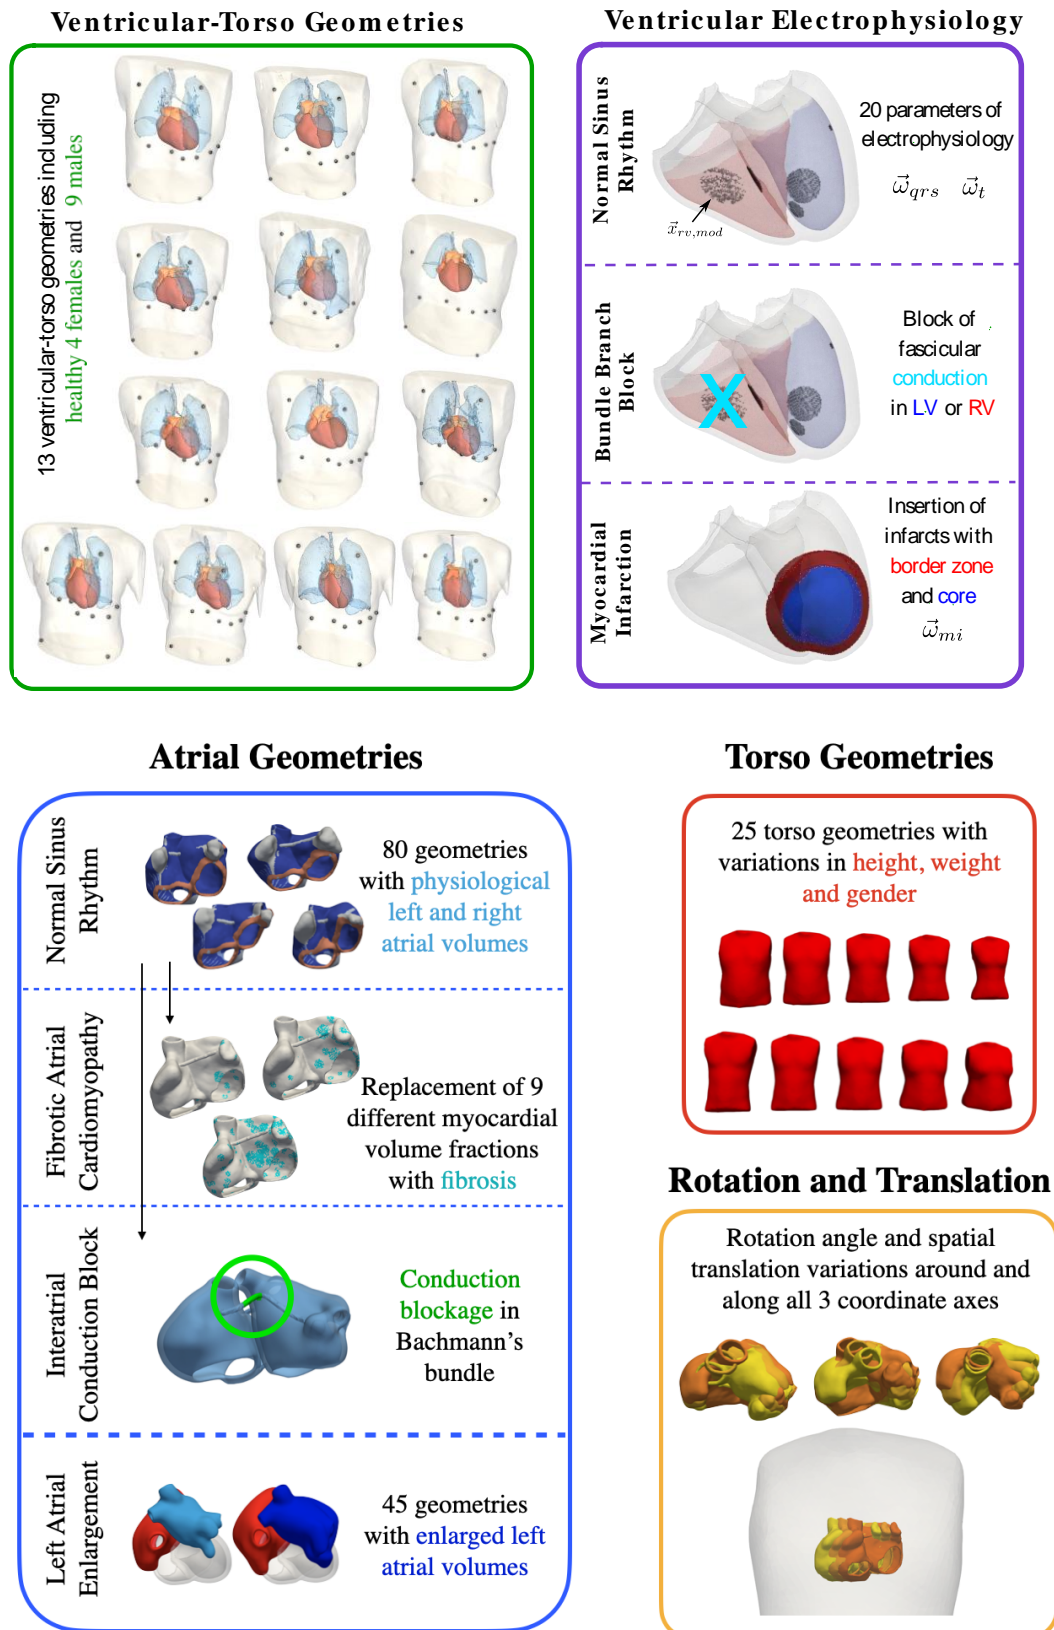 Ventricular-Torso Geometries
13 ventricular-torso geometries including
healthy 4 females and 9 males
Ventricular Electrophysiology
Normal Sinus
Rhythm
20 parameters of
electrophysiology
ω⃗qrs ω⃗t
x⃗rv,mod
Bundle Branch
Block
X
Block of
fascicular
conduction
in LV or RV
Myocardial
Infarction
Insertion of
infarcts with
border zone
and core
ω⃗mi
Atrial Geometries
Normal Sinus
Rhythm
80 geometries
with physiological
left and right
atrial volumes
Fibrotic Atrial
Cardiomyopathy
Replacement of 9
different myocardial
volume fractions
with fibrosis
Interatrial
Conduction Block
Conduction
blockage in
Bachmann's
bundle
Left Atrial
Enlargement
45 geometries
with enlarged left
atrial volumes
Torso Geometries
25 torso geometries with
variations in height, weight
and gender
Rotation and Translation
Rotation angle and spatial
translation variations around and
along all 3 coordinate axes